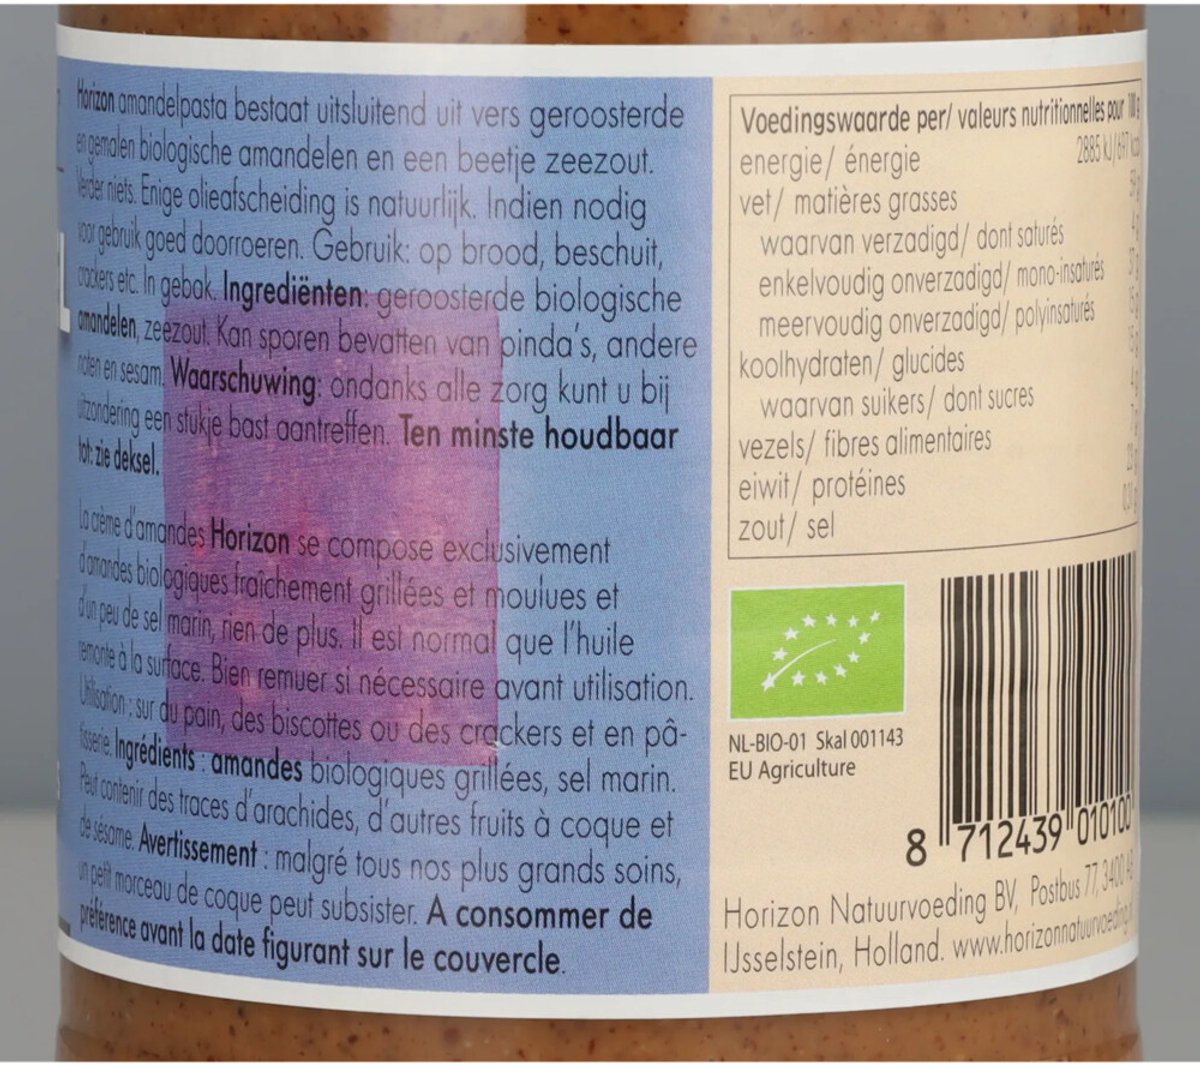 Horizon amandelpasta bestaat uitsluitend uit vers geroosterde
en gemalen biologische amandelen en een beetje zeezout.
Verder niets. Enige olieafscheiding is natuurlijk. Indien nodig
voor gebruik goed doorroeren. Gebruik: op brood, beschuit,
crackers etc. In gebak. Ingrediënten: geroosterde biologische
amandelen, zeezout. Kan sporen bevatten van pinda's, andere
noten en sesam. Waarschuwing: ondanks alle zorg kunt u bij
uitzondering een stukje bast aantreffen. Ten minste houdbaar
tot: zie deksel.
La crème d'amandes Horizon se compose exclusivement
d'amandes biologiques fraîchement grillées et moulues et
d'un peu de sel marin, rien de plus. Il est normal que l'huile
remonte à la surface. Bien remuer si nécessaire avant utilisation.
Utilisation : sur du pain, des biscottes ou des crackers et en pâ-
tisserie. Ingrédients : amandes biologiques grillées, sel marin.
Peut contenir des traces d'arachides, d'autres fruits à coque et
de sésame. Avertissement : malgré tous nos plus grands soins,
un petit morceau de coque peut subsister. A consommer de
préférence avant la date figurant sur le couvercle.
Voedingswaarde per/ valeurs nutritionnelles pour 100 g
energie/ énergie 2885 kJ/697 kcal
vet/ matières grasses
waarvan verzadigd/ dont saturés
enkelvoudig onverzadigd/ mono-insaturés
meervoudig onverzadigd/ polyinsaturés
koolhydraten/ glucides
waarvan suikers/ dont sucres
vezels/ fibres alimentaires
eiwit/ protéines
zout/ sel
NL-BIO-01 Skal 001143
EU Agriculture
8 712439 010100
Horizon Natuurvoeding BV, Postbus 77, 3400
IJsselstein, Holland. www.horizonnatuurvoeding.